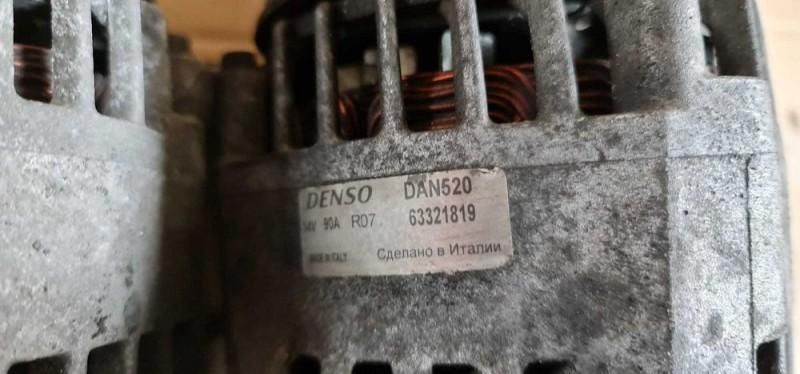 DENSO DAN520
14V 90A R07 63321819
MADE IN ITALY Сделано в Италии